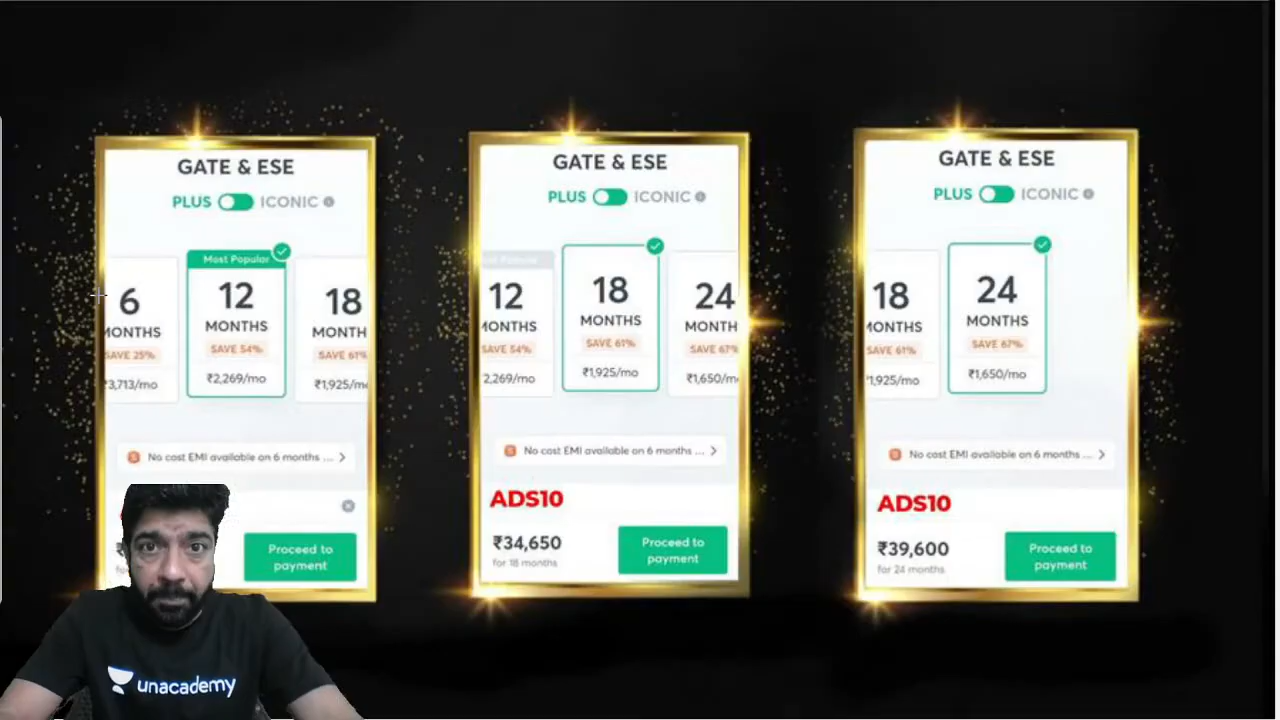 GATE & ESE
PLUS ICONIC
6
MONTHS
SAVE 25%
₹3,713/mo
Most Popular
12
MONTHS
SAVE 54%
₹2,269/mo
18
MONTH
SAVE 61%
₹1,925/m
No cost EMI available on 6 months ...
Proceed to
payment
GATE & ESE
PLUS ICONIC
12
MONTHS
SAVE 54%
2,269/mo
18
MONTHS
SAVE 61%
₹1,925/mo
24
MONTH
SAVE 67%
₹1,650/m
No cost EMI available on 6 months ...
ADS10
₹34,650
for 18 months
Proceed to
payment
GATE & ESE
PLUS ICONIC
18
MONTHS
SAVE 61%
1,925/mo
24
MONTHS
SAVE 67%
₹1,650/mo
No cost EMI available on 6 months ...
ADS10
₹39,600
for 24 months
Proceed to
payment
unacademy